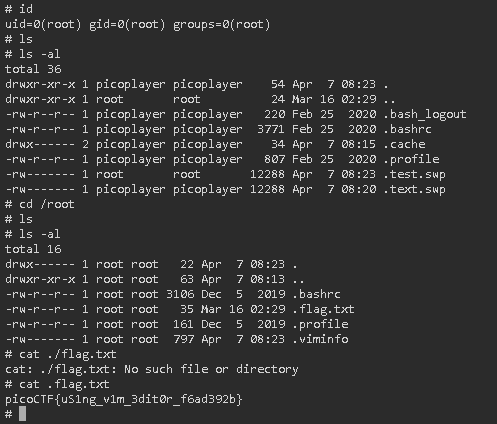 # id
uid=0(root) gid=0(root) groups=0(root)
# ls
# ls -al
total 36
drwxr-xr-x 1 picoplayer picoplayer    54 Apr  7 08:23 .
drwxr-xr-x 1 root       root          24 Mar 16 02:29 ..
-rw-r--r-- 1 picoplayer picoplayer   220 Feb 25  2020 .bash_logout
-rw-r--r-- 1 picoplayer picoplayer  3771 Feb 25  2020 .bashrc
drwx------ 2 picoplayer picoplayer    34 Apr  7 08:15 .cache
-rw-r--r-- 1 picoplayer picoplayer   807 Feb 25  2020 .profile
-rw------- 1 root       root       12288 Apr  7 08:23 .test.swp
-rw------- 1 picoplayer picoplayer 12288 Apr  7 08:20 .text.swp
# cd /root
# ls
# ls -al
total 16
drwx------ 1 root root   22 Apr  7 08:23 .
drwxr-xr-x 1 root root   63 Apr  7 08:13 ..
-rw-r--r-- 1 root root 3106 Dec  5  2019 .bashrc
-rw-r--r-- 1 root root   35 Mar 16 02:29 .flag.txt
-rw-r--r-- 1 root root  161 Dec  5  2019 .profile
-rw------- 1 root root  797 Apr  7 08:23 .viminfo
# cat ./flag.txt
cat: ./flag.txt: No such file or directory
# cat .flag.txt
picoCTF{uS1ng_v1m_3dit0r_f6ad392b}
#